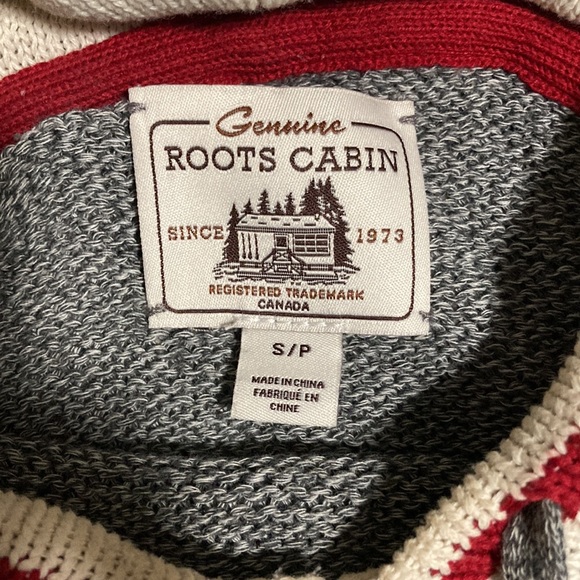 Genuine
ROOTS CABIN
SINCE 1973
REGISTERED TRADEMARK
CANADA
S/P
MADE IN CHINA
FABRIQUÉ EN
CHINE